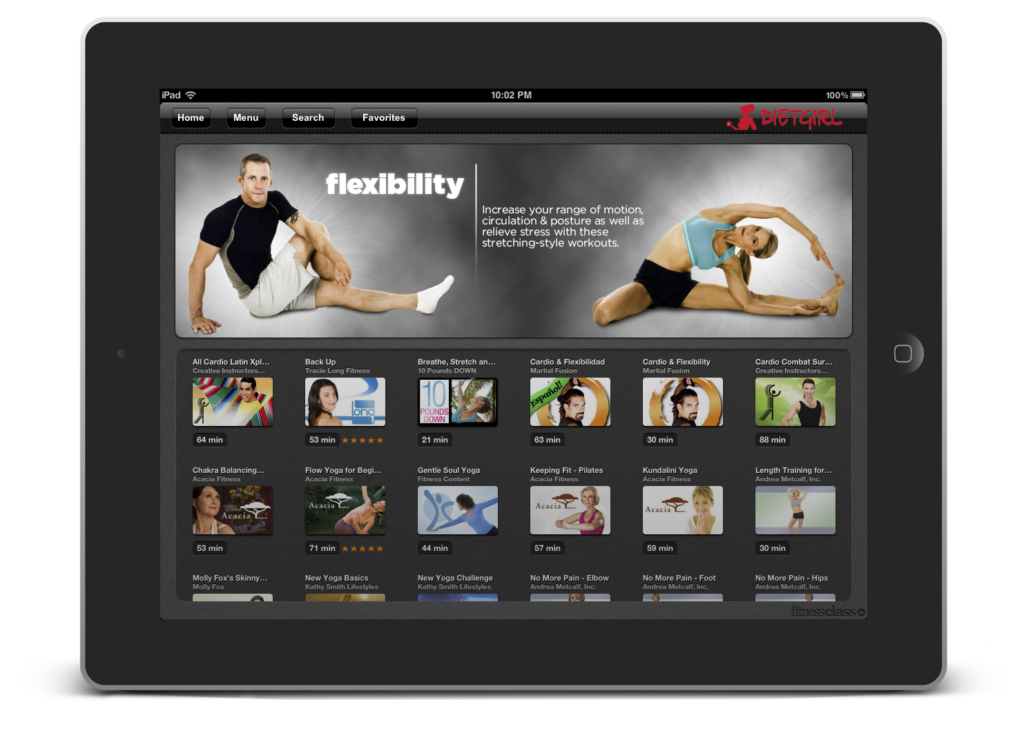 iPad 10:02 PM 100%
Home Menu Search Favorites DIETGIRL
flexibility
Increase your range of motion,
circulation & posture as well as
relieve stress with these
stretching-style workouts.
All Cardio Latin Xpl... Back Up Breathe, Stretch an... Cardio & Flexibilidad Cardio & Flexibility Cardio Combat Sur...
Creative Instructors... Tracie Long Fitness 10 Pounds DOWN Martial Fusion Martial Fusion Creative Instructors...
long 10 POUNDS DOWN Español!
64 min 53 min 21 min 63 min 30 min 88 min
Chakra Balancing... Flow Yoga for Begi... Gentle Soul Yoga Keeping Fit - Pilates Kundalini Yoga Length Training for...
Acacia Fitness Acacia Fitness Fitness Content Acacia Fitness Acacia Fitness Andrea Metcalf, Inc.
Acacia Acacia Acacia Acacia
53 min 71 min 44 min 57 min 59 min 30 min
Molly Fox's Skinny... New Yoga Basics New Yoga Challenge No More Pain - Elbow No More Pain - Foot No More Pain - Hips
Molly Fox Kathy Smith Lifestyles Kathy Smith Lifestyles Andrea Metcalf, Inc. Andrea Metcalf, Inc. Andrea Metcalf, Inc.
fitnessclass